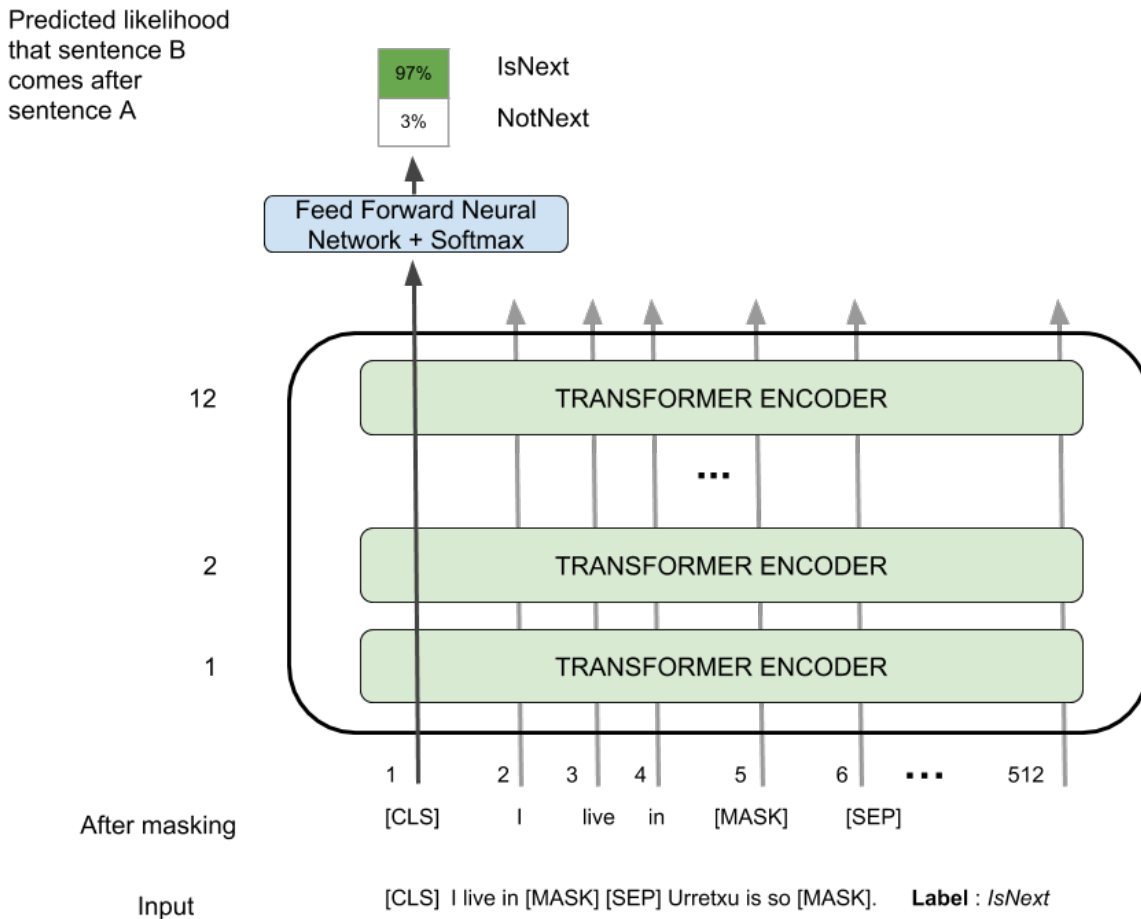 Predicted likelihood
that sentence B
comes after
sentence A
97% IsNext
3% NotNext
Feed Forward Neural
Network + Softmax
12 TRANSFORMER ENCODER
...
2 TRANSFORMER ENCODER
1 TRANSFORMER ENCODER
1 2 3 4 5 6 ... 512
After masking [CLS] I live in [MASK] [SEP]
Input [CLS] I live in [MASK] [SEP] Urretxu is so [MASK]. Label : IsNext